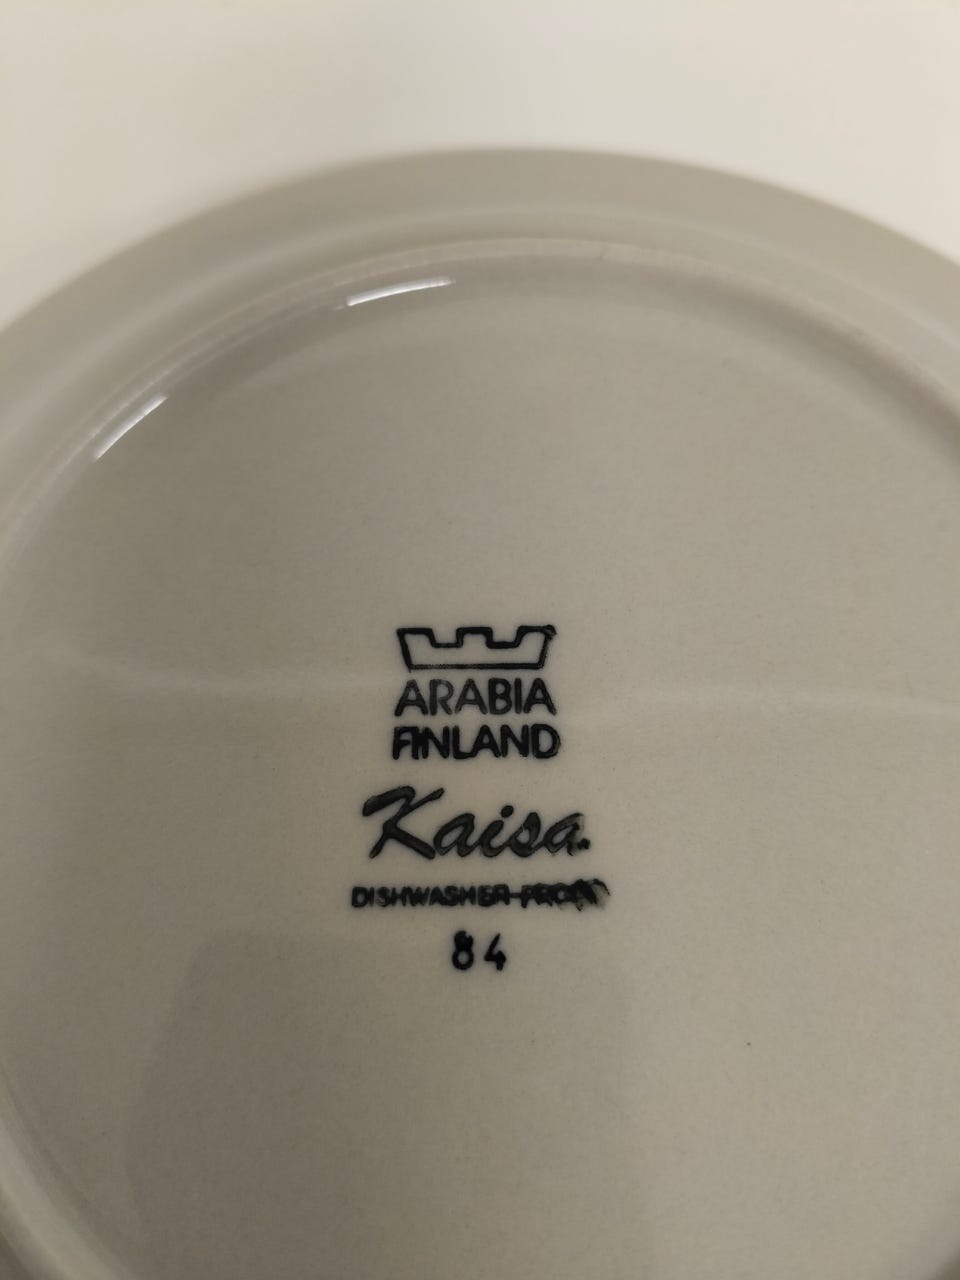 ARABIA
FINLAND
Kaisa
DISHWASHER-PROOF
84